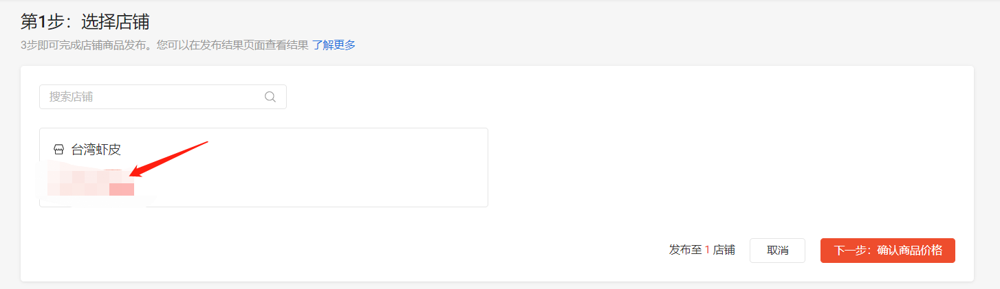 第1步：选择店铺
3步即可完成店铺商品发布。您可以在发布结果页面查看结果 了解更多
搜索店铺
台湾虾皮
发布至 1 店铺
取消
下一步：确认商品价格